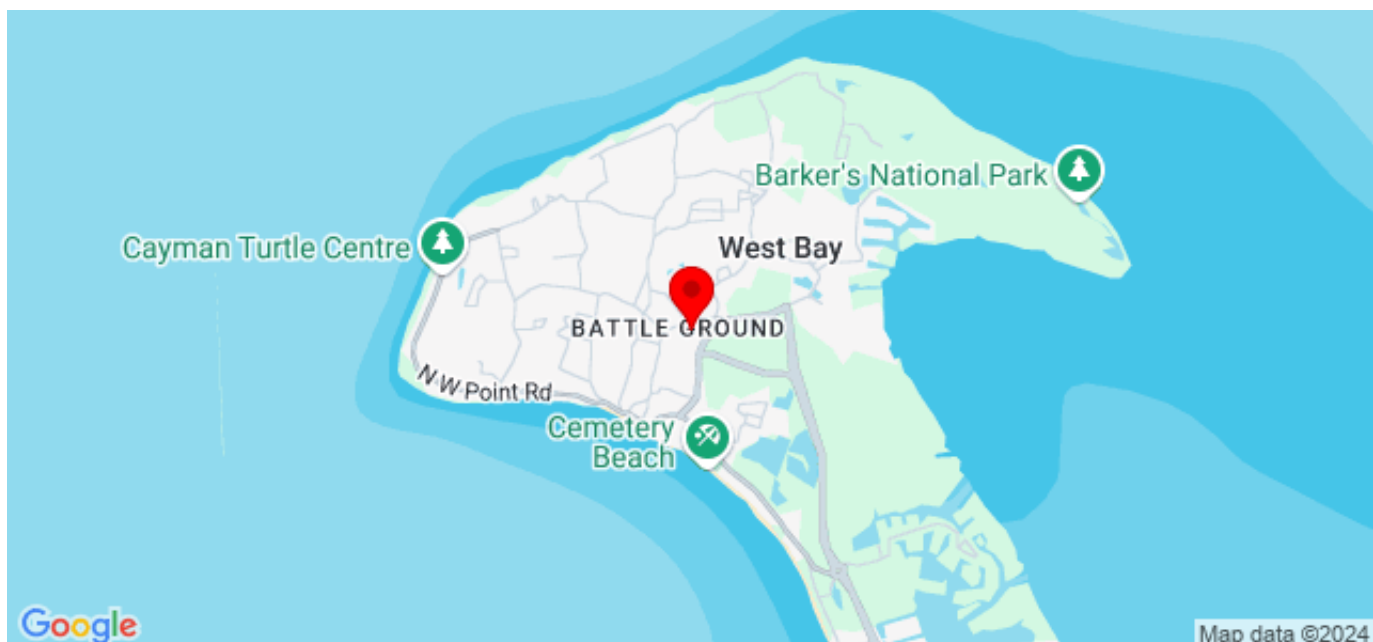 Barker's National Park
Cayman Turtle Centre
West Bay
BATTLE GROUND
N W Point Rd
Cemetery
Beach
Google
Map data ©2024